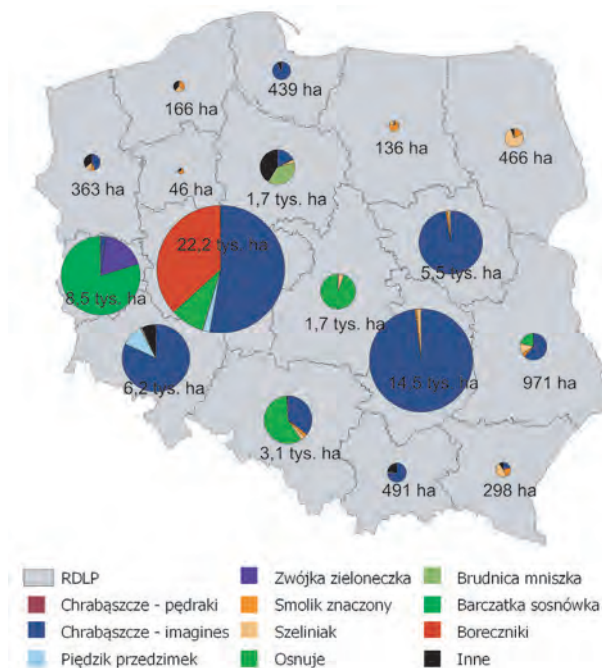 439 ha
166 ha
136 ha
466 ha
363 ha
46 ha
1,7 tys. ha
22,2 tys. ha
5,5 tys. ha
8,5 tys. ha
1,7 tys. ha
14,5 tys. ha
971 ha
6,2 tys. ha
3,1 tys. ha
491 ha
298 ha
RDLP
Zwójka zieloneczka
Brudnica mniszka
Chrabąszcze - pędraki
Smolik znaczony
Barczatka sosnówka
Chrabąszcze - imagines
Szeliniak
Boreczniki
Piędzik przedzimek
Osnuje
Inne